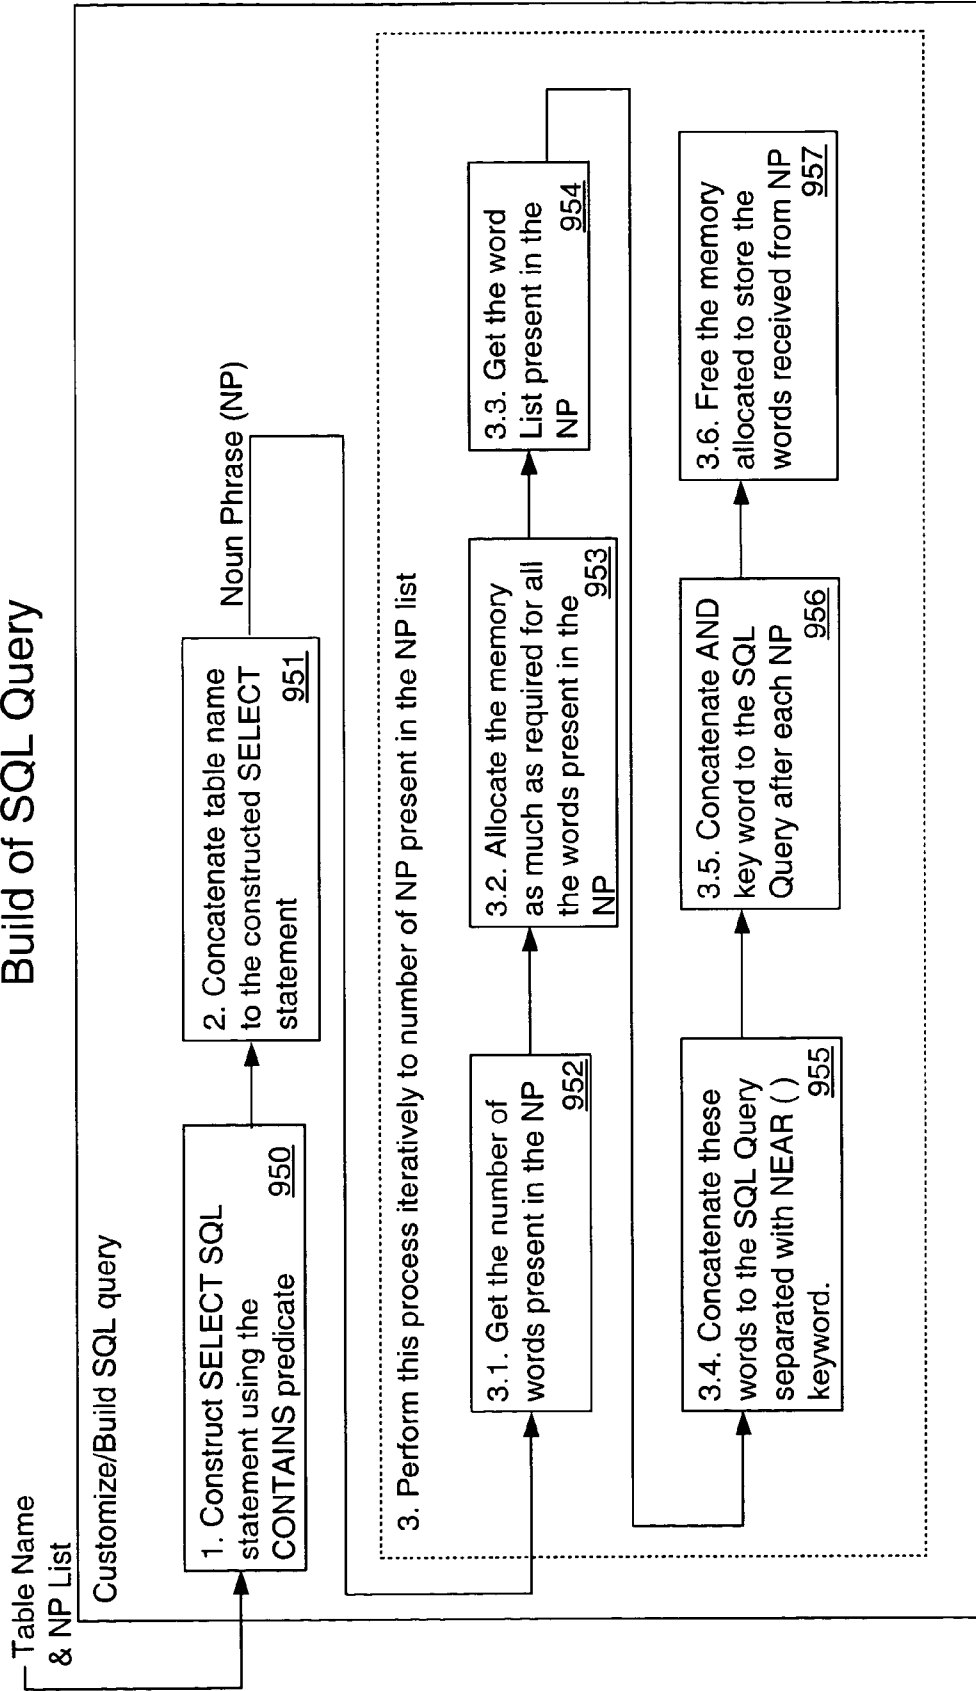 Build of SQL Query
Table Name
& NP List
Customize/Build SQL query
1. Construct SELECT SQL
statement using the
CONTAINS predicate
950
2. Concatenate table name
to the constructed SELECT
statement
951
Noun Phrase (NP)
3. Perform this process iteratively to number of NP present in the NP list
3.1. Get the number of
words present in the NP
952
3.2. Allocate the memory
as much as required for all
the words present in the
NP
953
3.3. Get the word
List present in the
NP
954
3.4. Concatenate these
words to the SQL Query
separated with NEAR ( )
keyword.
955
3.5. Concatenate AND
key word to the SQL
Query after each NP
956
3.6. Free the memory
allocated to store the
words received from NP
957